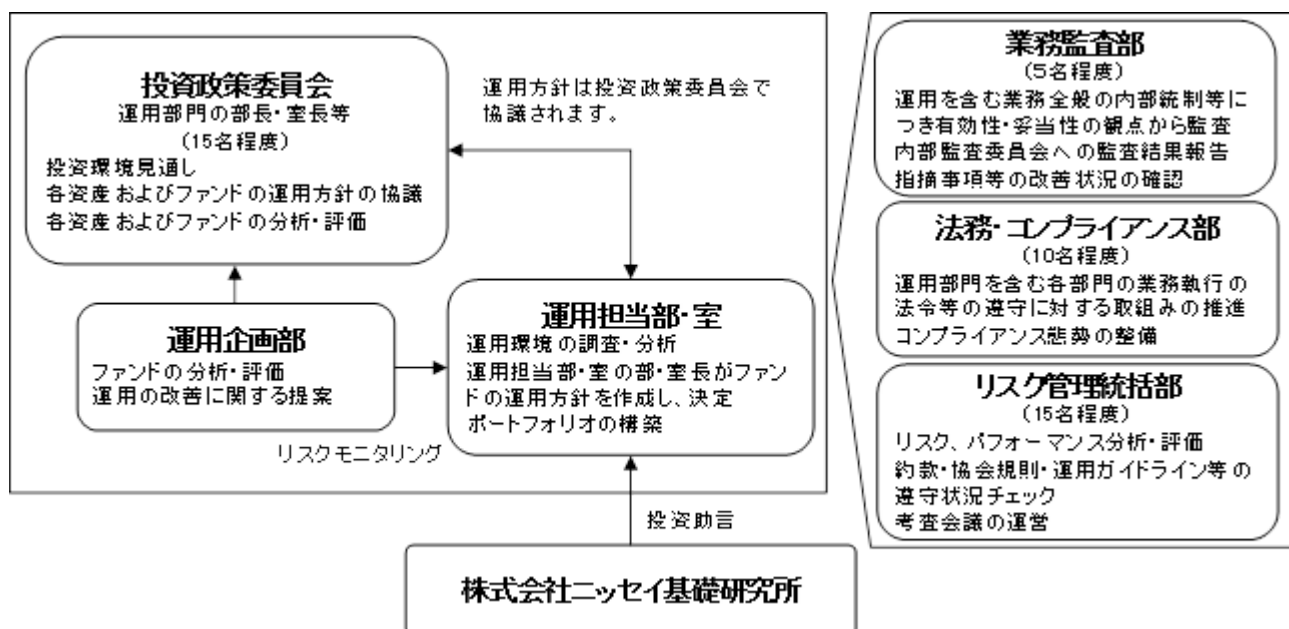 投資政策委員会
運用部門の部長・室長等
(15名程度)
投資環境見通し
各資産およびファンドの運用方針の協議
各資産およびファンドの分析・評価
運用方針は投資政策委員会で
協議されます。
運用企画部
ファンドの分析・評価
運用の改善に関する提案
リスクモニタリング
運用担当部・室
運用環境の調査・分析
運用担当部・室の部・室長がファン
ドの運用方針を作成し、決定
ポートフォリオの構築
投資助言
株式会社ニッセイ基礎研究所
業務監査部
(5名程度)
運用を含む業務全般の内部統制等に
つき有効性・妥当性の観点から監査
内部監査委員会への監査結果報告
指摘事項等の改善状況の確認
法務・コンプライアンス部
(10名程度)
運用部門を含む各部門の業務執行の
法令等の遵守に対する取組みの推進
コンプライアンス態勢の整備
リスク管理統括部
(15名程度)
リスク、パフォーマンス分析・評価
約款・協会規則・運用ガイドライン等の
遵守状況チェック
考査会議の運営